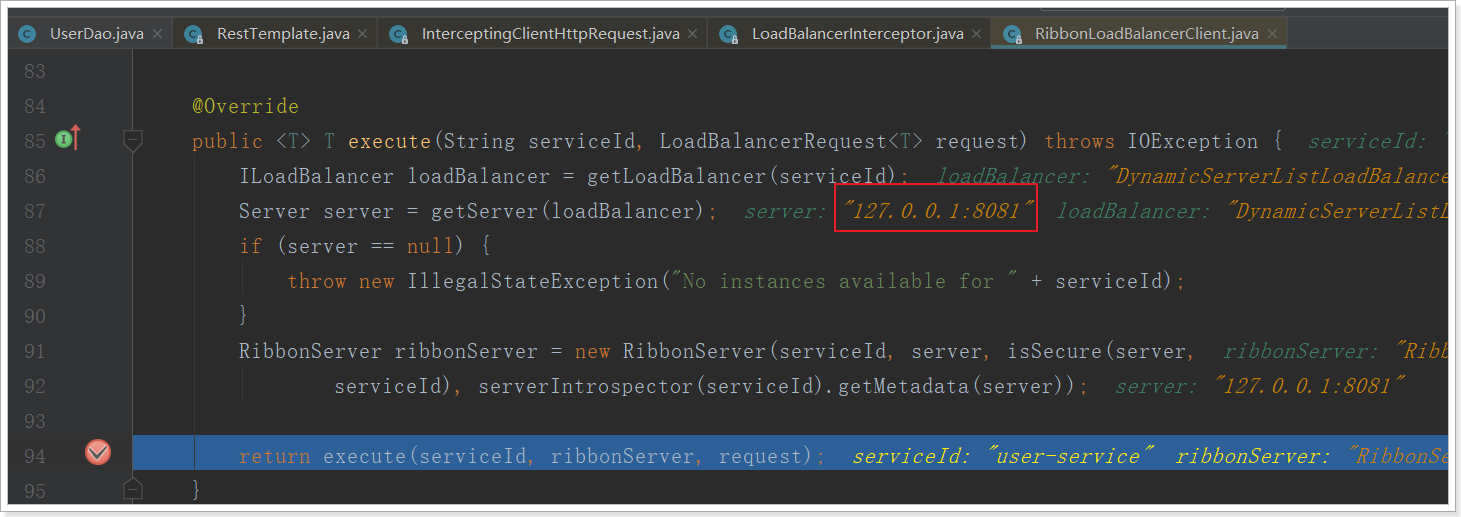 UserDao.java RestTemplate.java InterceptingClientHttpRequest.java LoadBalancerInterceptor.java RibbonLoadBalancerClient.java
83
84 @Override
85 public <T> T execute(String serviceId, LoadBalancerRequest<T> request) throws IOException { serviceId: "
86 ILoadBalancer loadBalancer = getLoadBalancer(serviceId); loadBalancer: "DynamicServerListLoadBalance
87 Server server = getServer(loadBalancer); server: "127.0.0.1:8081" loadBalancer: "DynamicServerListL
88 if (server == null) {
89 throw new IllegalStateException("No instances available for " + serviceId);
90 }
91 RibbonServer ribbonServer = new RibbonServer(serviceId, server, isSecure(server, ribbonServer: "Ribb
92 serviceId), serverIntrospector(serviceId).getMetadata(server)); server: "127.0.0.1:8081"
93
94 return execute(serviceId, ribbonServer, request); serviceId: "user-service" ribbonServer: "RibbonSe
95 }